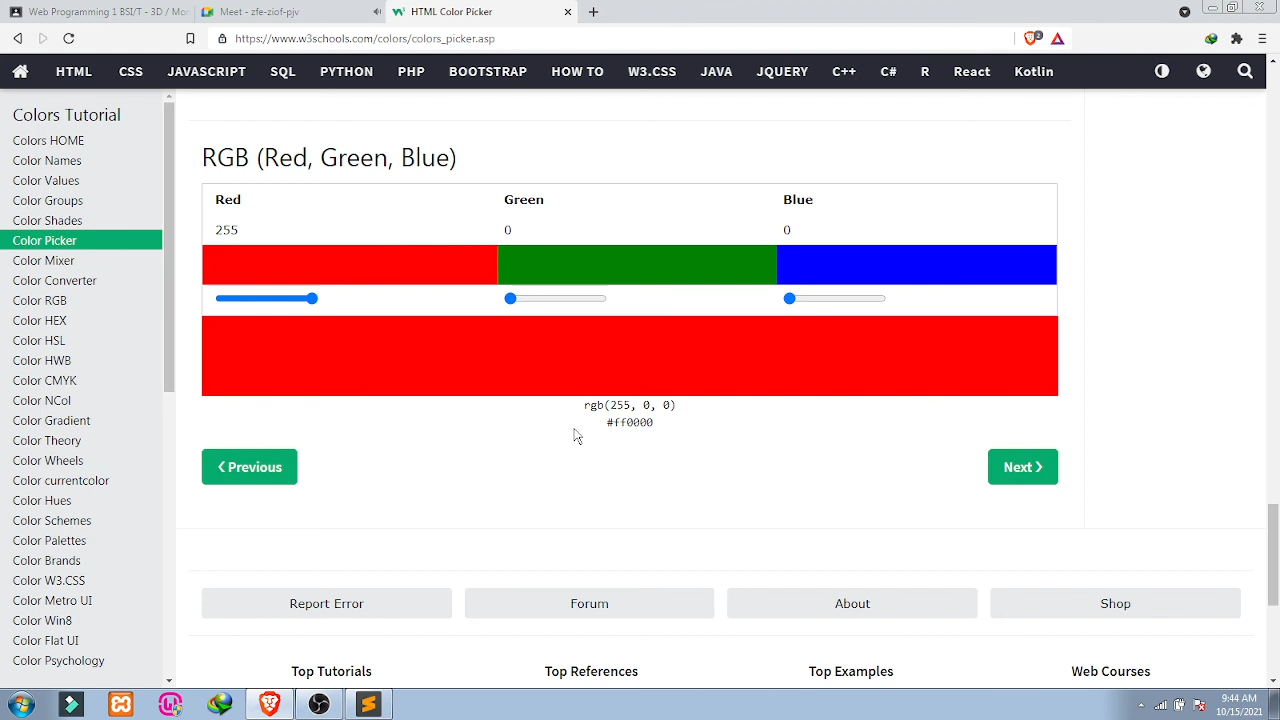 Web Programming 1 BSI/T - 3D / Mon
Meet - zfe-ziof-pjv
HTML Color Picker
https://www.w3schools.com/colors/colors_picker.asp
2
HTML CSS JAVASCRIPT SQL PYTHON PHP BOOTSTRAP HOW TO W3.CSS JAVA JQUERY C++ C# R React Kotlin
Colors Tutorial
Colors HOME
Color Names
Color Values
Color Groups
Color Shades
Color Picker
Color Mixer
Color Converter
Color RGB
Color HEX
Color HSL
Color HWB
Color CMYK
Color NCol
Color Gradient
Color Theory
Color Wheels
Color currentcolor
Color Hues
Color Schemes
Color Palettes
Color Brands
Color W3.CSS
Color Metro UI
Color Win8
Color Flat UI
Color Psychology
RGB (Red, Green, Blue)
Red Green Blue
255 0 0
rgb(255, 0, 0)
#ff0000
❮ Previous Next ❯
Report Error Forum About Shop
Top Tutorials Top References Top Examples Web Courses
9:44 AM
10/15/2021